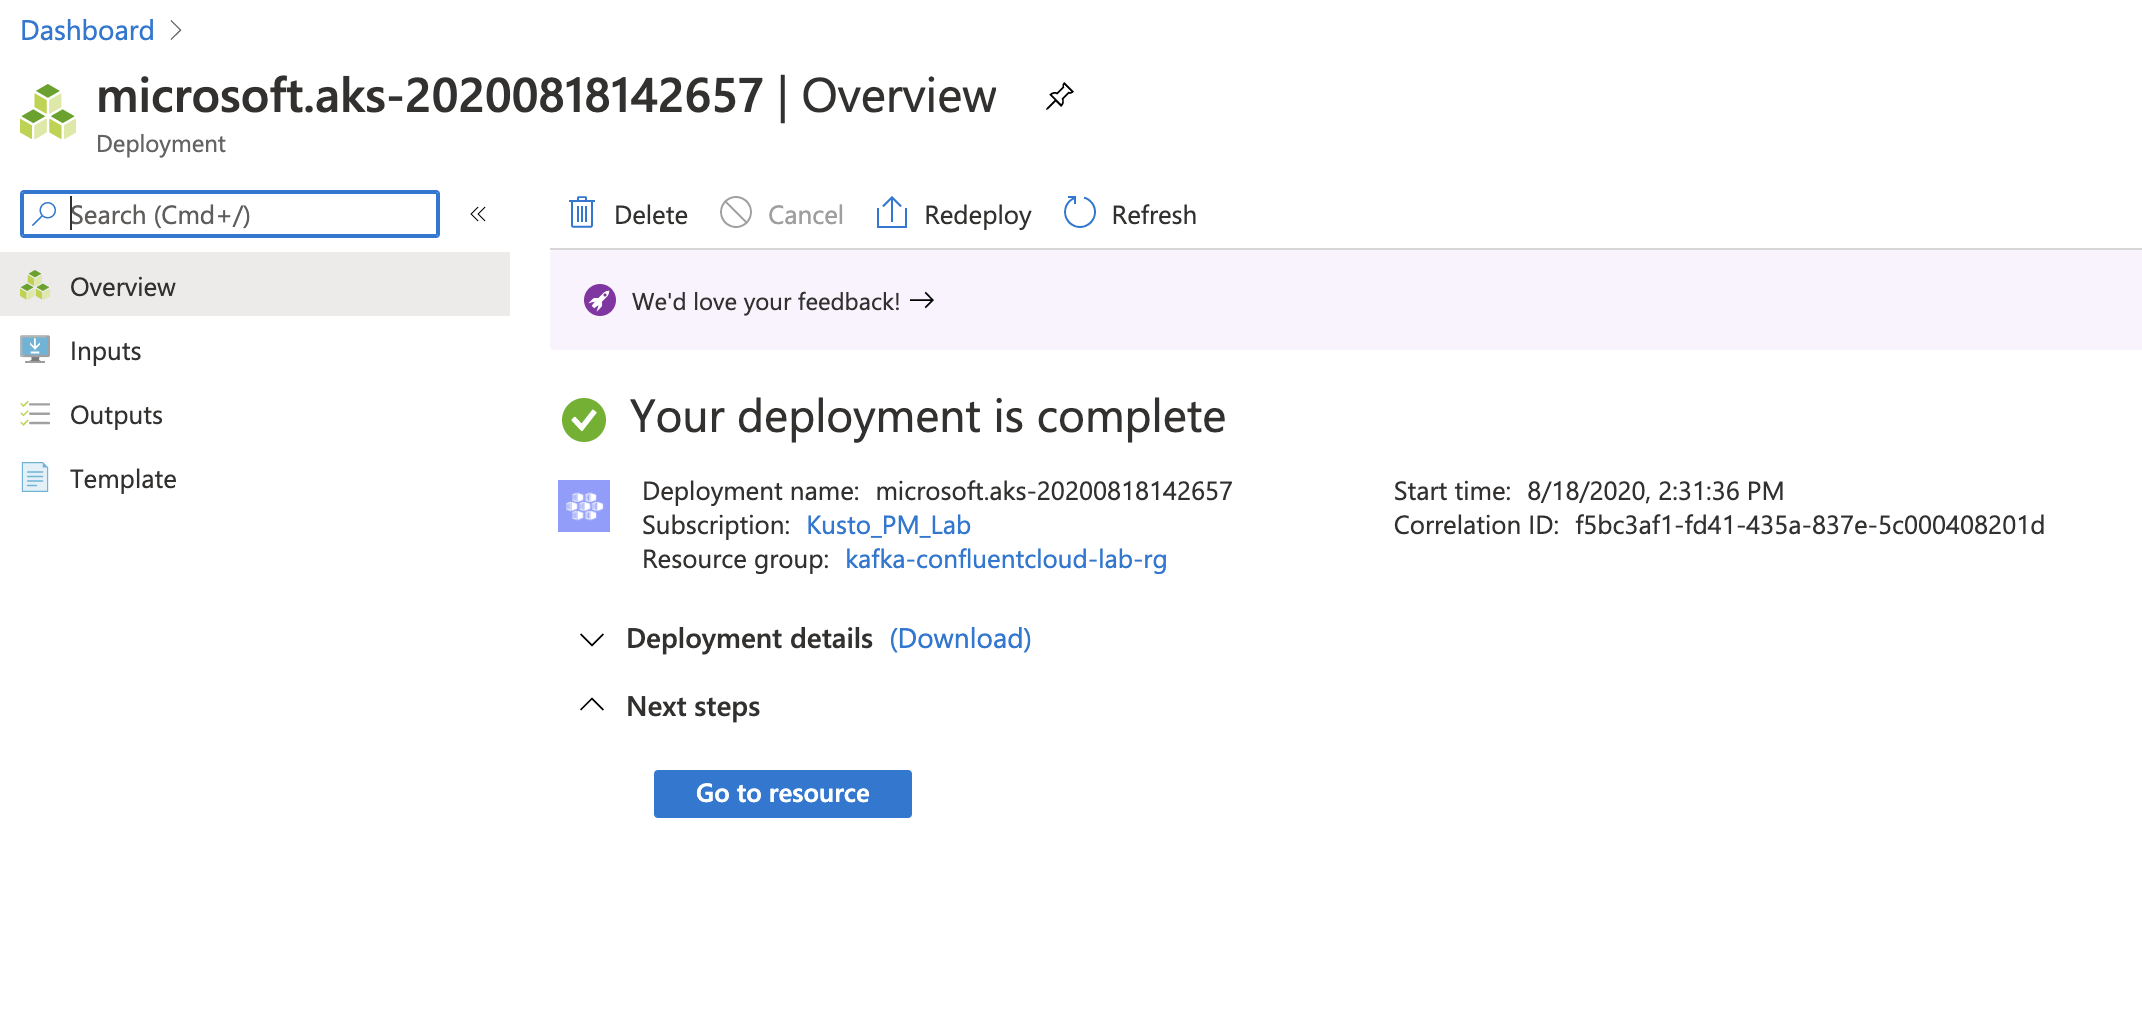 Dashboard
microsoft.aks-20200818142657 | Overview
Deployment
Search (Cmd+/)
«
Overview
Inputs
Outputs
Template
Delete Cancel Redeploy Refresh
We'd love your feedback! →
Your deployment is complete
Deployment name: microsoft.aks-20200818142657
Subscription: Kusto_PM_Lab
Resource group: kafka-confluentcloud-lab-rg
Start time: 8/18/2020, 2:31:36 PM
Correlation ID: f5bc3af1-fd41-435a-837e-5c000408201d
Deployment details (Download)
Next steps
Go to resource